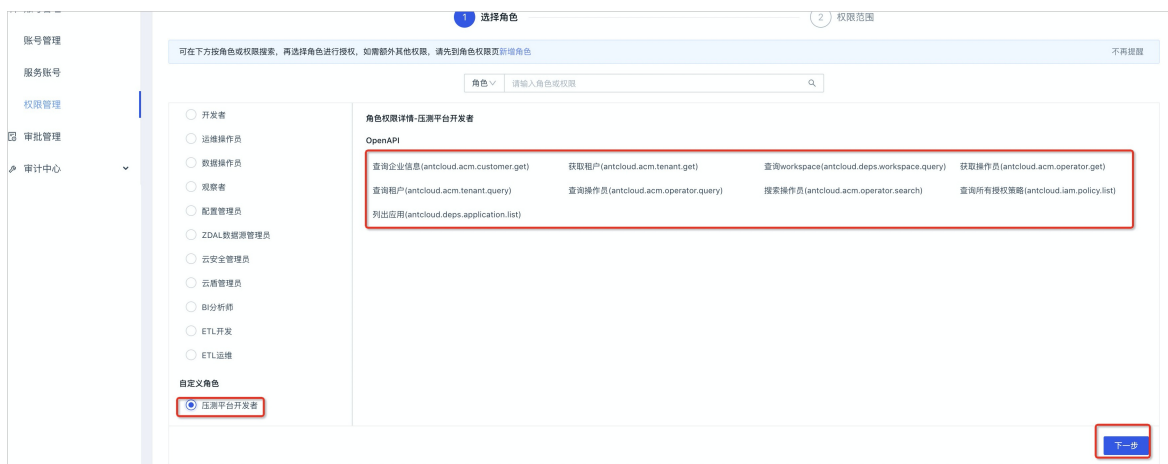 1 选择角色
2 权限范围
账号管理
服务账号
权限管理
审批管理
审计中心
可在下方按角色或权限搜索，再选择角色进行授权，如需额外其他权限，请先到角色权限页新增角色
不再提醒
角色 请输入角色或权限
开发者
运维操作员
数据操作员
观察者
配置管理员
ZDAL数据源管理员
云安全管理员
云盾管理员
BI分析师
ETL开发
ETL运维
自定义角色
压测平台开发者
角色权限详情-压测平台开发者
OpenAPI
查询企业信息(antcloud.acm.customer.get) 获取租户(antcloud.acm.tenant.get) 查询workspace(antcloud.deps.workspace.query) 获取操作员(antcloud.acm.operator.get)
查询租户(antcloud.acm.tenant.query) 查询操作员(antcloud.acm.operator.query) 搜索操作员(antcloud.acm.operator.search) 查询所有授权策略(antcloud.iam.policy.list)
列出应用(antcloud.deps.application.list)
下一步